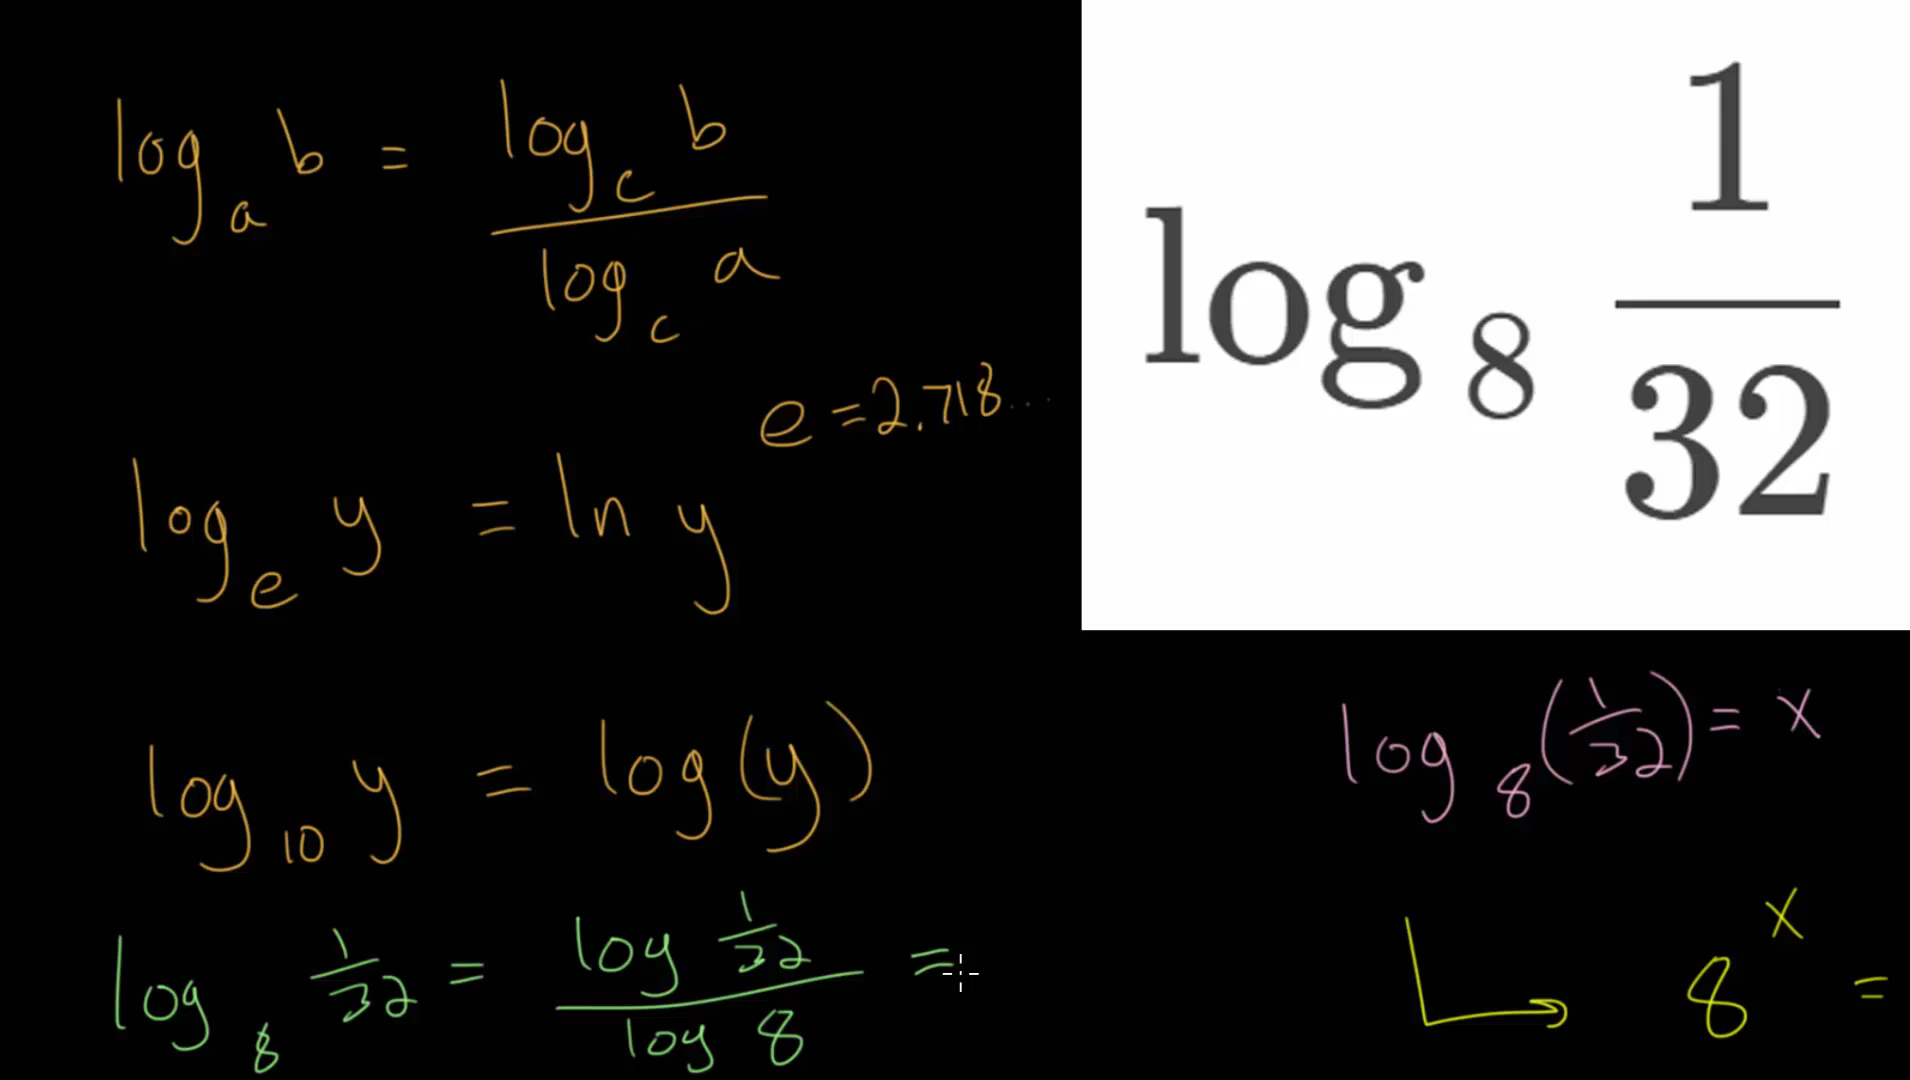 log_a b = log_c b / log_c a
e = 2.718...
log_e y = ln y
log_10 y = log(y)
log_8 1/32 = log 1/32 / log 8 =
log_8 1/32
log_8 (1/32) = x
8^x =